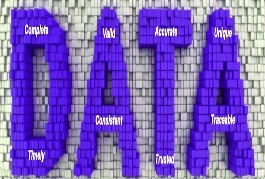 DATA
Complete Valid Accurate Unique
Consistent Traceable
Timely Trusted